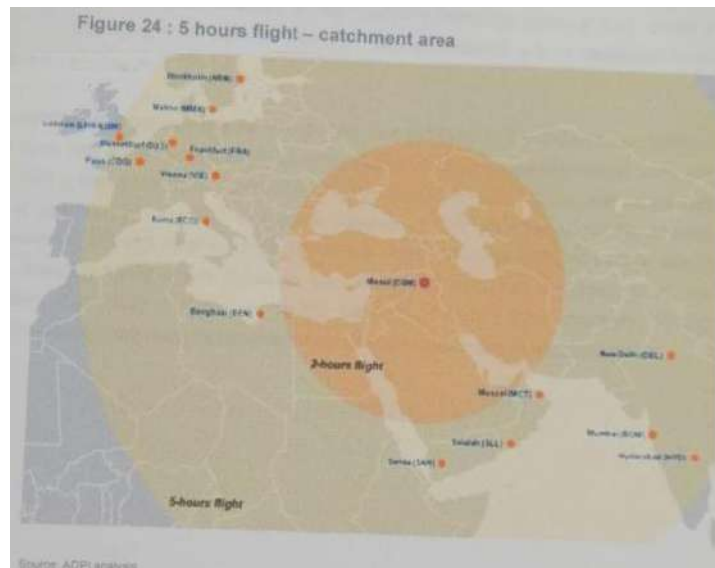 Figure 24 : 5 hours flight – catchment area
Stockholm (ARN)
Malmo (MMX)
London
Dusseldorf (DUS)
Frankfurt (FRA)
Paris (CDG)
Vienna (VIE)
Rome (FCO)
Mosul (OSM)
Benghazi (BEN)
2-hours flight
New Delhi (DEL)
Muscat (MCT)
Mumbai (BOM)
Salalah (SLL)
Hyderabad (HYD)
Sanaa (SAH)
5-hours flight
Source: ADPI analysis